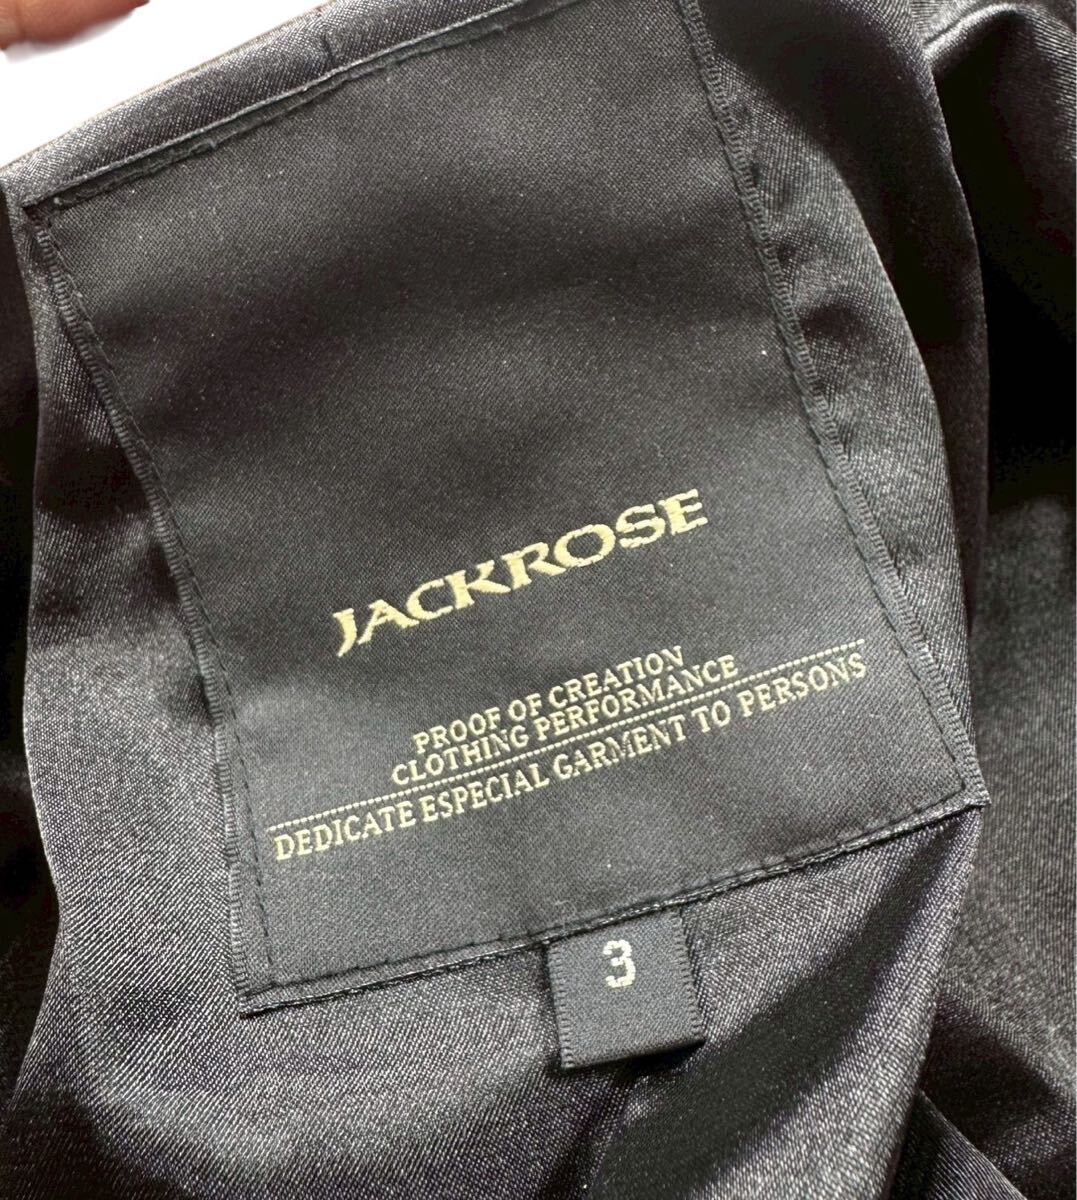 JACKROSE
PROOF OF CREATION
CLOTHING PERFORMANCE
DEDICATE ESPECIAL GARMENT TO PERSONS
3